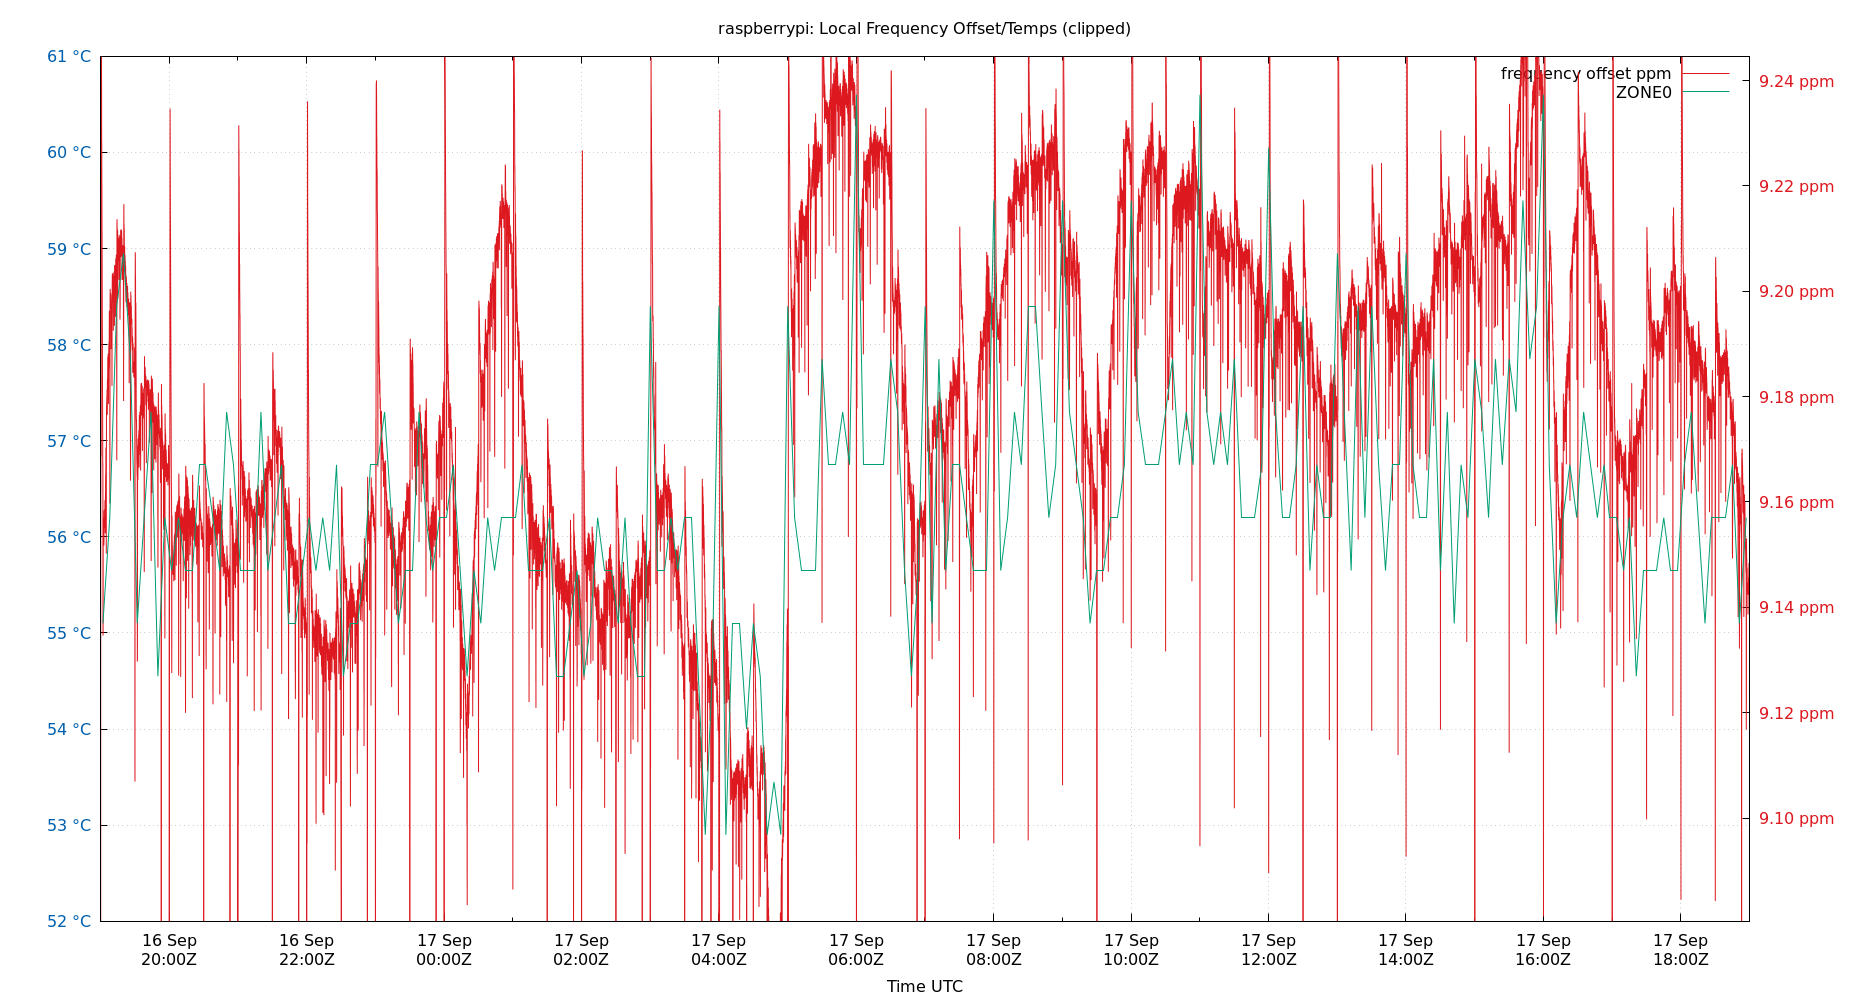 raspberrypi: Local Frequency Offset/Temps (clipped)
61 °C
60 °C
59 °C
58 °C
57 °C
56 °C
55 °C
54 °C
53 °C
52 °C
frequency offset ppm
ZONE0
9.24 ppm
9.22 ppm
9.20 ppm
9.18 ppm
9.16 ppm
9.14 ppm
9.12 ppm
9.10 ppm
16 Sep
20:00Z
16 Sep
22:00Z
17 Sep
00:00Z
17 Sep
02:00Z
17 Sep
04:00Z
17 Sep
06:00Z
17 Sep
08:00Z
17 Sep
10:00Z
17 Sep
12:00Z
17 Sep
14:00Z
17 Sep
16:00Z
17 Sep
18:00Z
Time UTC